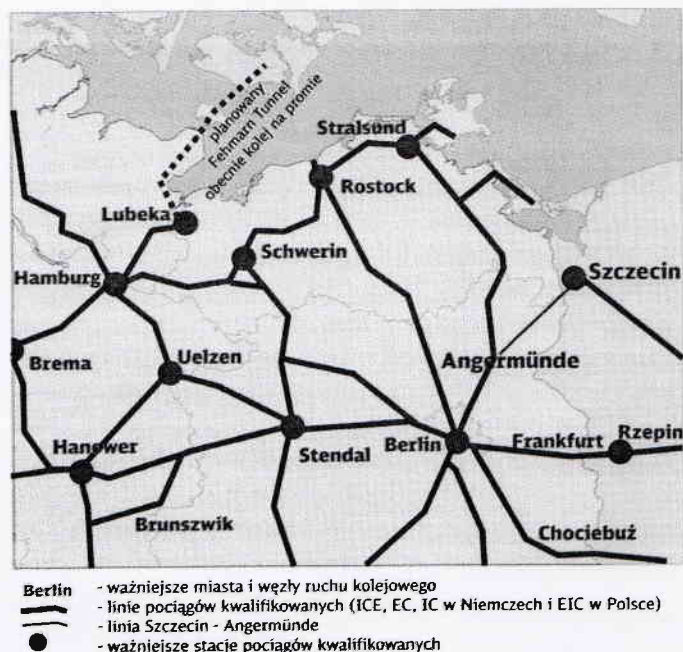 planowany
Fehmarn Tunnel
obecnie kolej na promie
Stralsund
Rostock
Lubeka
Schwerin
Szczecin
Hamburg
Uelzen
Angermünde
Brema
Hanower
Stendal
Berlin
Frankfurt
Rzepin
Brunszwik
Chociebuż
Berlin - ważniejsze miasta i węzły ruchu kolejowego
- linie pociągów kwalifikowanych (ICE, EC, IC w Niemczech i EIC w Polsce)
- linia Szczecin - Angermünde
- ważniejsze stacje pociągów kwalifikowanych